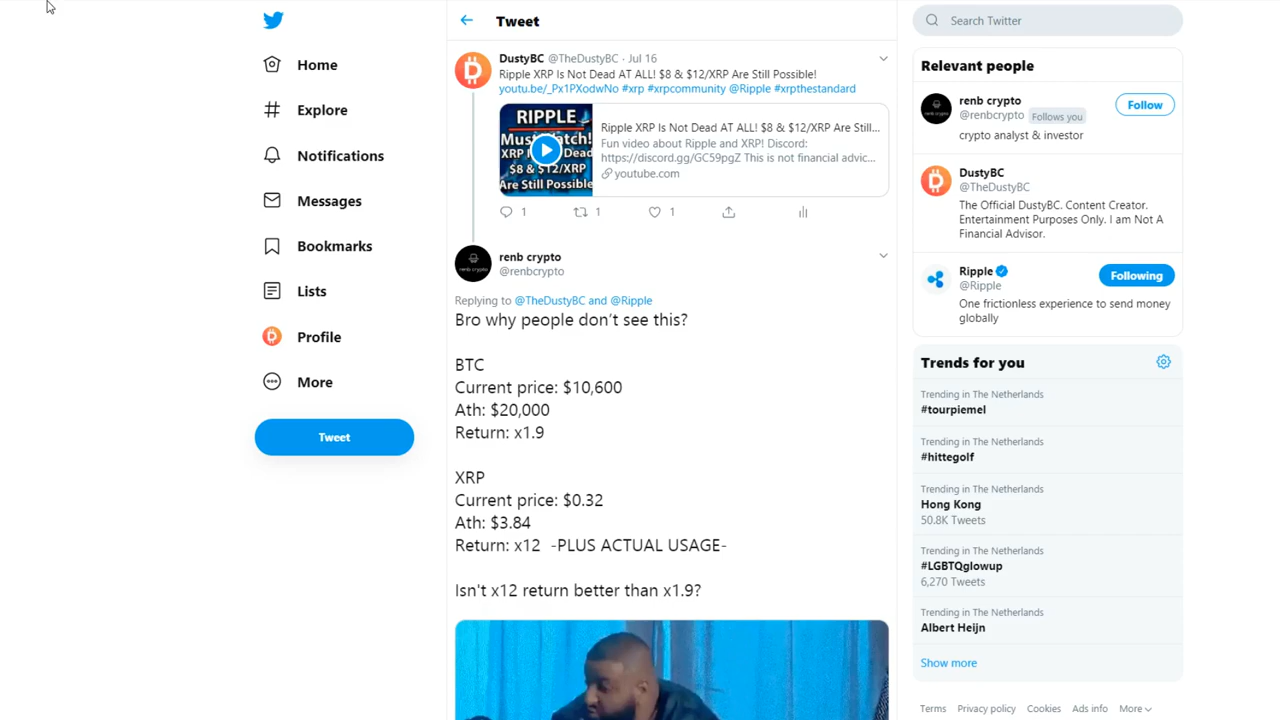 Home
Explore
Notifications
Messages
Bookmarks
Lists
Profile
More
Tweet
Tweet
DustyBC @TheDustyBC · Jul 16
Ripple XRP Is Not Dead AT ALL! $8 & $12/XRP Are Still Possible!
youtu.be/_Px1PXodwNo #xrp #xrpcommunity @Ripple #xrpthestandard
RIPPLE
Must Watch!
XRP Dead
$8 & $12/XRP
Are Still Possible
Ripple XRP Is Not Dead AT ALL! $8 & $12/XRP Are Still...
Fun video about Ripple and XRP! Discord:
https://discord.gg/GC59pgZ This is not financial advic...
youtube.com
1
1
1
renb crypto
renb crypto
@renbcrypto
Replying to @TheDustyBC and @Ripple
Bro why people don't see this?
BTC
Current price: $10,600
Ath: $20,000
Return: x1.9
XRP
Current price: $0.32
Ath: $3.84
Return: x12 -PLUS ACTUAL USAGE-
Isn't x12 return better than x1.9?
Search Twitter
Relevant people
renb crypto
renb crypto
@renbcrypto Follows you
Follow
crypto analyst & investor
DustyBC
@TheDustyBC
The Official DustyBC. Content Creator.
Entertainment Purposes Only. I am Not A
Financial Advisor.
Ripple
@Ripple
Following
One frictionless experience to send money
globally
Trends for you
Trending in The Netherlands
#tourpiemel
Trending in The Netherlands
#hittegolf
Trending in The Netherlands
Hong Kong
50.8K Tweets
Trending in The Netherlands
#LGBTQglowup
6,270 Tweets
Trending in The Netherlands
Albert Heijn
Show more
Terms Privacy policy Cookies Ads info More